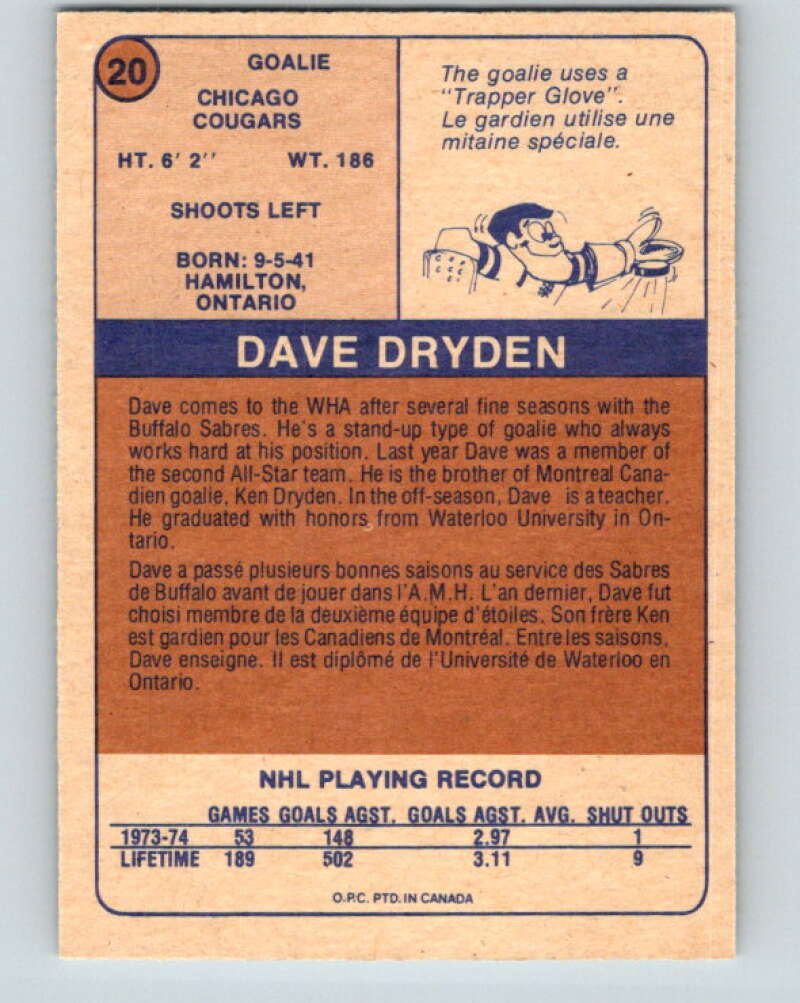 20
GOALIE
CHICAGO
COUGARS
HT. 6' 2'' WT. 186
SHOOTS LEFT
BORN: 9-5-41
HAMILTON,
ONTARIO
The goalie uses a
"Trapper Glove".
Le gardien utilise une
mitaine spéciale.
DAVE DRYDEN
Dave comes to the WHA after several fine seasons with the
Buffalo Sabres. He's a stand-up type of goalie who always
works hard at his position. Last year Dave was a member of
the second All-Star team. He is the brother of Montreal Cana-
dien goalie, Ken Dryden. In the off-season, Dave is a teacher.
He graduated with honors from Waterloo University in On-
tario.
Dave a passé plusieurs bonnes saisons au service des Sabres
de Buffalo avant de jouer dans l'A.M.H. L'an dernier, Dave fut
choisi membre de la deuxième équipe d'étoiles. Son frère Ken
est gardien pour les Canadiens de Montréal. Entre les saisons,
Dave enseigne. Il est diplômé de l'Université de Waterloo en
Ontario.
NHL PLAYING RECORD
GAMES GOALS AGST. GOALS AGST. AVG. SHUT OUTS
1973-74 53 148 2.97 1
LIFETIME 189 502 3.11 9
O.P.C. PTD. IN CANADA